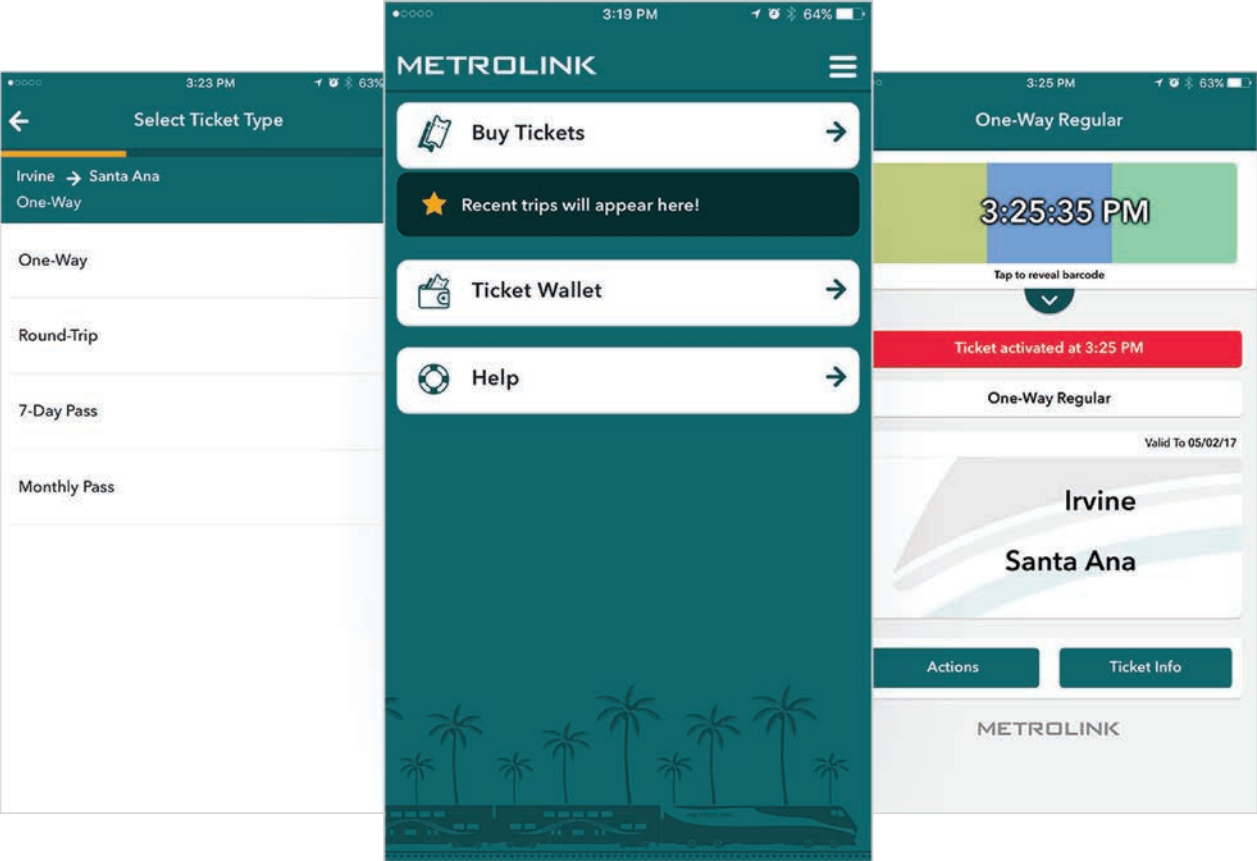 3:23 PM
63%
Select Ticket Type
Irvine → Santa Ana
One-Way
One-Way
Round-Trip
7-Day Pass
Monthly Pass
3:19 PM
64%
METROLINK
Buy Tickets
Recent trips will appear here!
Ticket Wallet
Help
METROLINK
3:25 PM
63%
One-Way Regular
3:25:35 PM
Tap to reveal barcode
Ticket activated at 3:25 PM
One-Way Regular
Valid To 05/02/17
Irvine
Santa Ana
Actions
Ticket Info
METROLINK